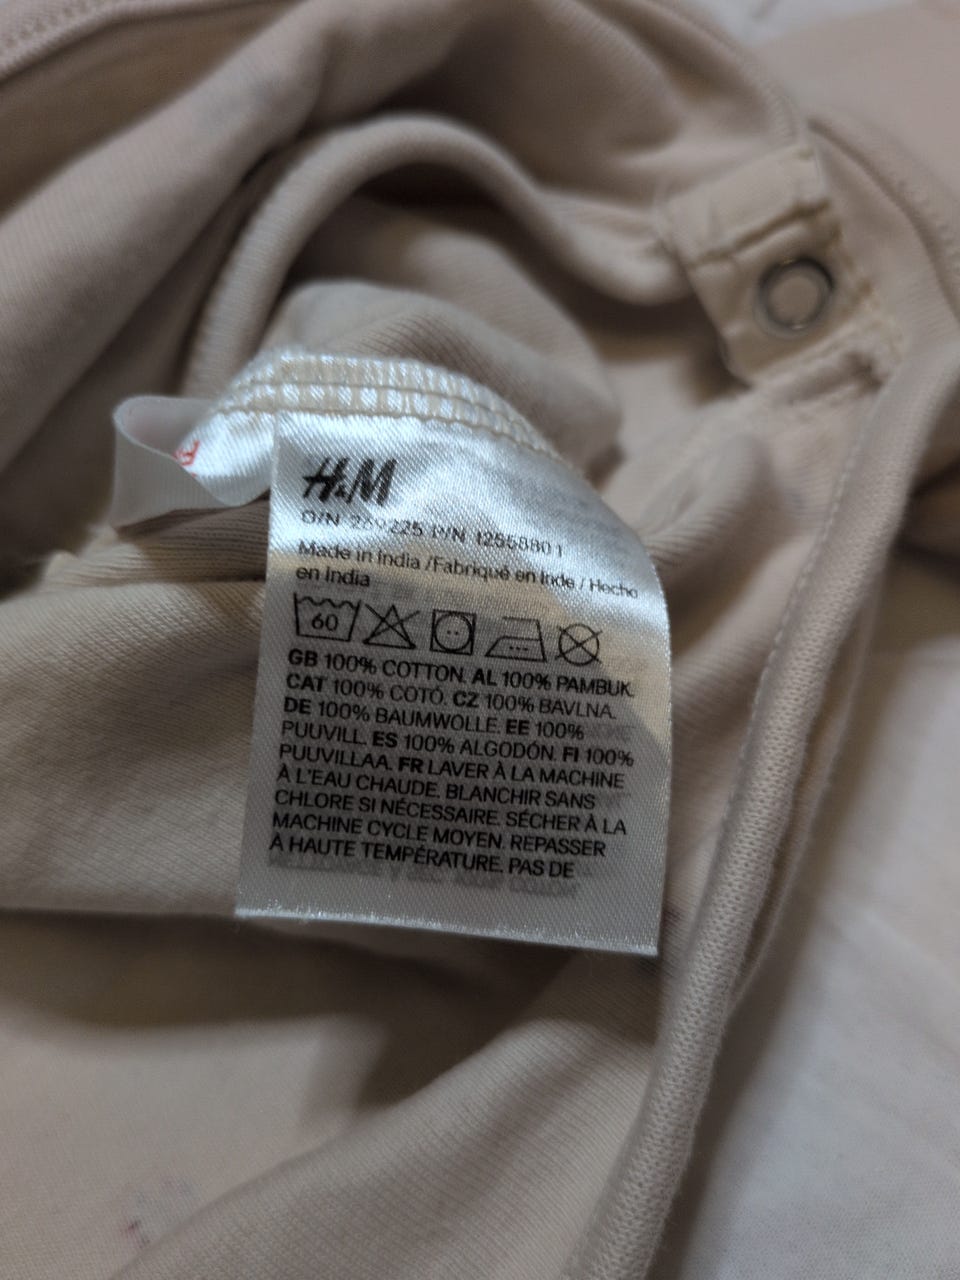 H&M
O/N 269225 P/N 12558801
Made in India /Fabriqué en Inde / Hecho
en India
60
GB 100% COTTON. AL 100% PAMBUK.
CAT 100% COTÓ. CZ 100% BAVLNA.
DE 100% BAUMWOLLE. EE 100%
PUUVILL. ES 100% ALGODÓN. FI 100%
PUUVILLAA. FR LAVER À LA MACHINE
À L'EAU CHAUDE. BLANCHIR SANS
CHLORE SI NÉCESSAIRE. SÉCHER À LA
MACHINE CYCLE MOYEN. REPASSER
À HAUTE TEMPÉRATURE. PAS DE